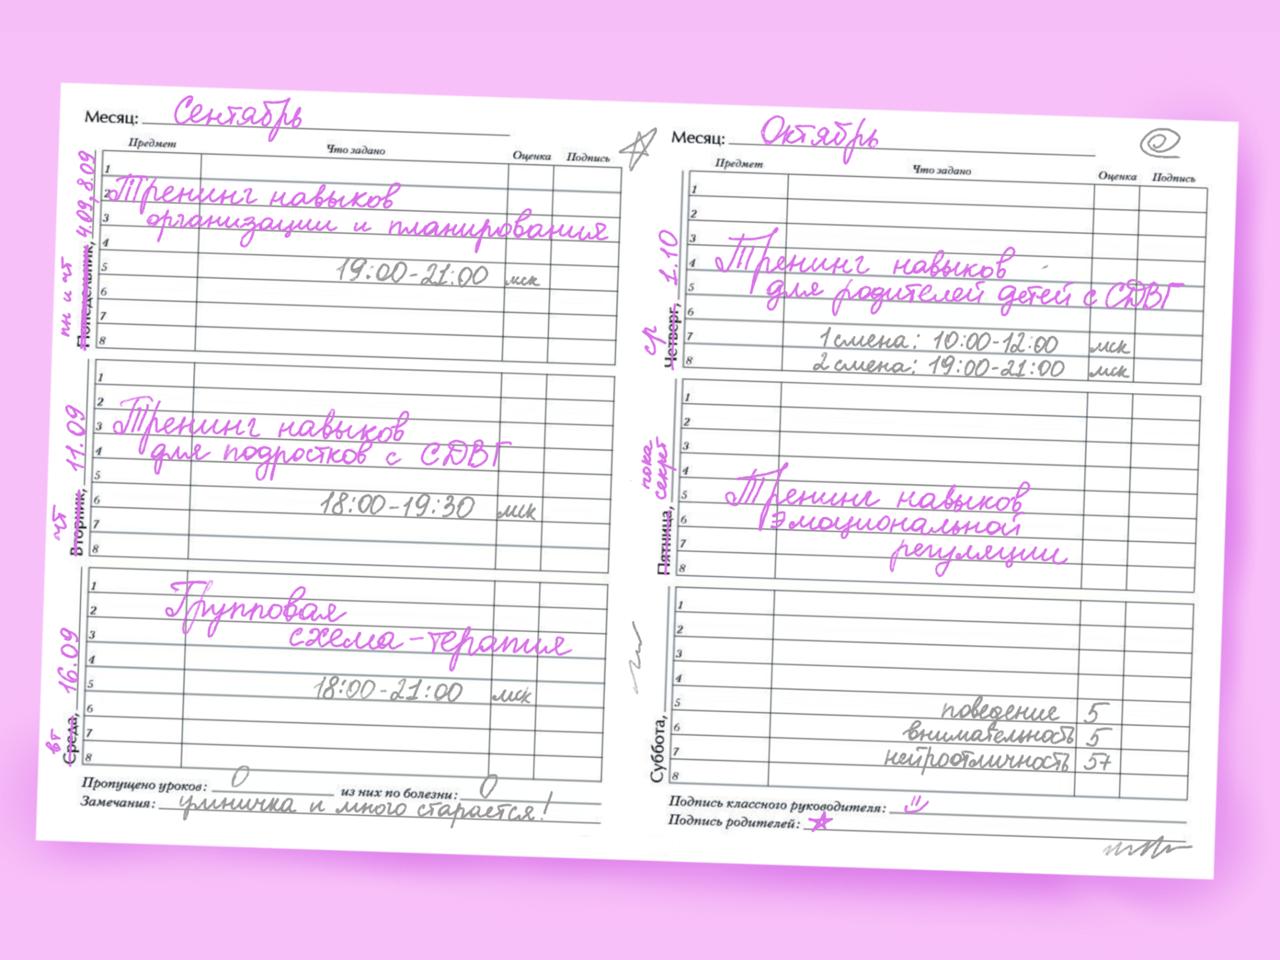 Месяц: Сентябрь
Предмет Что задано Оценка Подпись
пн и чт
Понедельник, 4.09, 8.09
1
2 Тренинг навыков
3 организации и планирования
4
5 19:00-21:00 мск
6
7
8
чт
Вторник, 11.09
1
2
3 Тренинг навыков
4 для подростков с СДВГ
5
6 18:00-19:30 мск
7
8
вт
Среда, 16.09
1
2 Групповая
3 схема-терапия
4
5 18:00-21:00 мск
6
7
8
Пропущено уроков: 0 из них по болезни: 0
Замечания: умничка и много старается!
Месяц: Октябрь
Предмет Что задано Оценка Подпись
ср
Четверг, 1.10
1
2
3
4 Тренинг навыков
5 для родителей детей с СДВГ
6
7 1 смена: 10:00-12:00 мск
8 2 смена: 19:00-21:00 мск
пока
Пятница, секрет
1
2
3
4
5 Тренинг навыков
6 эмоциональной
7 регуляции
8
Суббота,
1
2
3
4
5 поведение 5
6 внимательность 5
7 нейроотличность 5+
8
Подпись классного руководителя:
Подпись родителей: